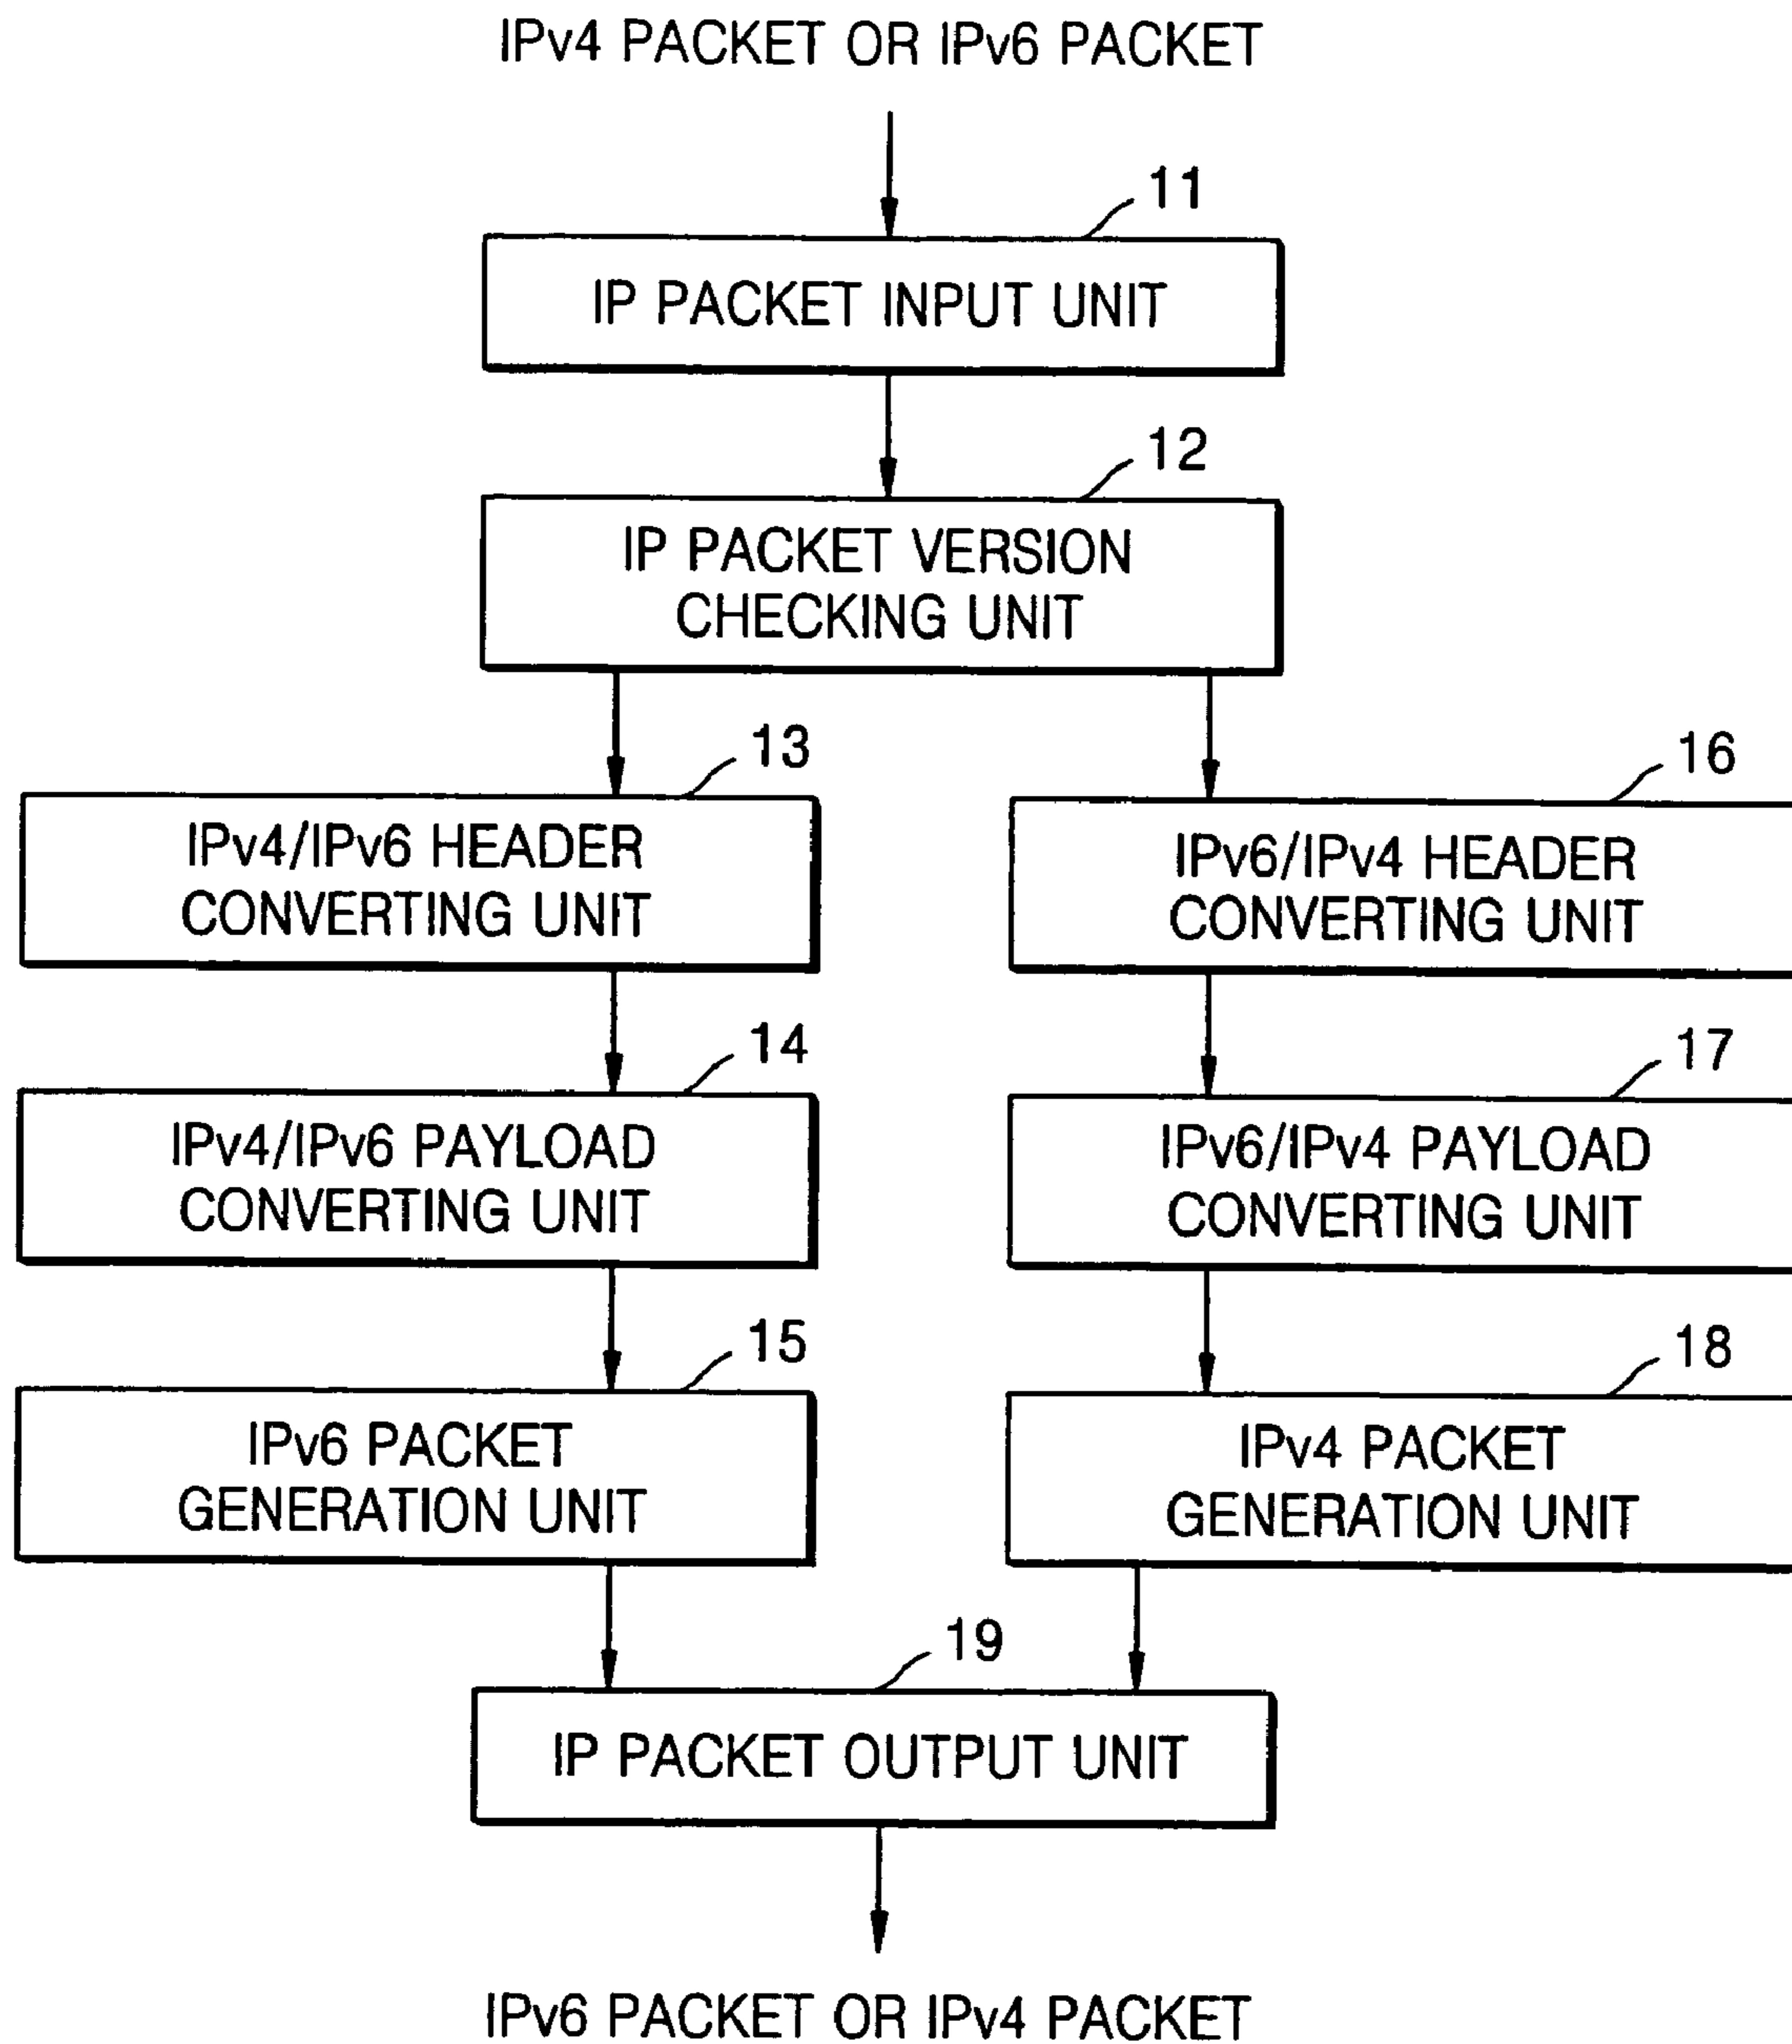 IPv4 PACKET OR IPv6 PACKET
11
IP PACKET INPUT UNIT
12
IP PACKET VERSION
CHECKING UNIT
13
IPv4/IPv6 HEADER
CONVERTING UNIT
16
IPv6/IPv4 HEADER
CONVERTING UNIT
14
IPv4/IPv6 PAYLOAD
CONVERTING UNIT
17
IPv6/IPv4 PAYLOAD
CONVERTING UNIT
15
IPv6 PACKET
GENERATION UNIT
18
IPv4 PACKET
GENERATION UNIT
19
IP PACKET OUTPUT UNIT
IPv6 PACKET OR IPv4 PACKET